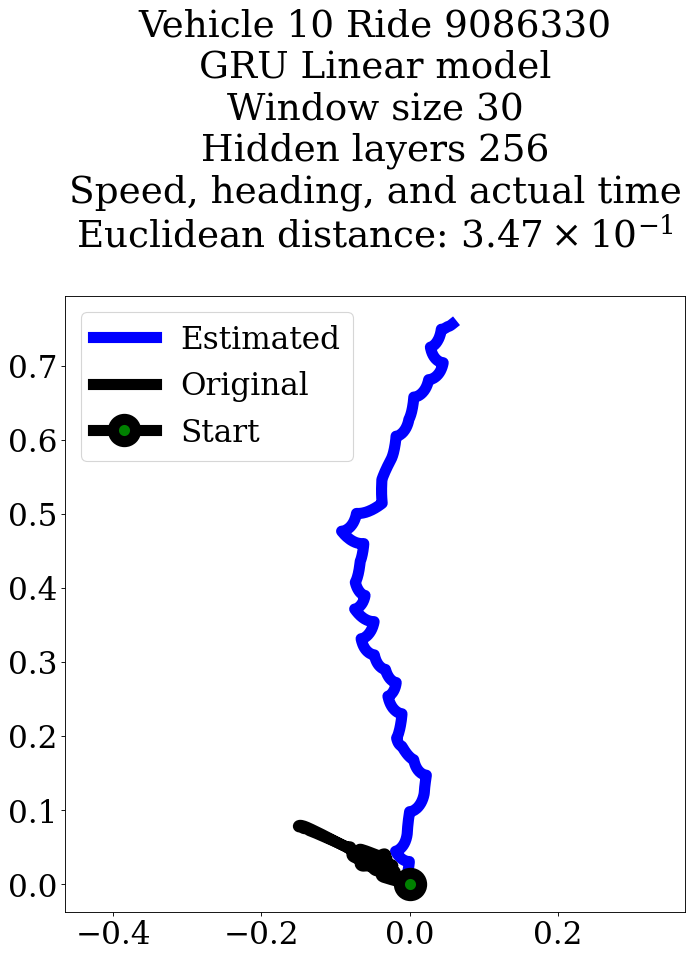 Vehicle 10 Ride 9086330
GRU Linear model
Window size 30
Hidden layers 256
Speed, heading, and actual time
Euclidean distance: 3.47 × 10⁻¹
Estimated
Original
Start
0.7
0.6
0.5
0.4
0.3
0.2
0.1
0.0
−0.4
−0.2
0.0
0.2